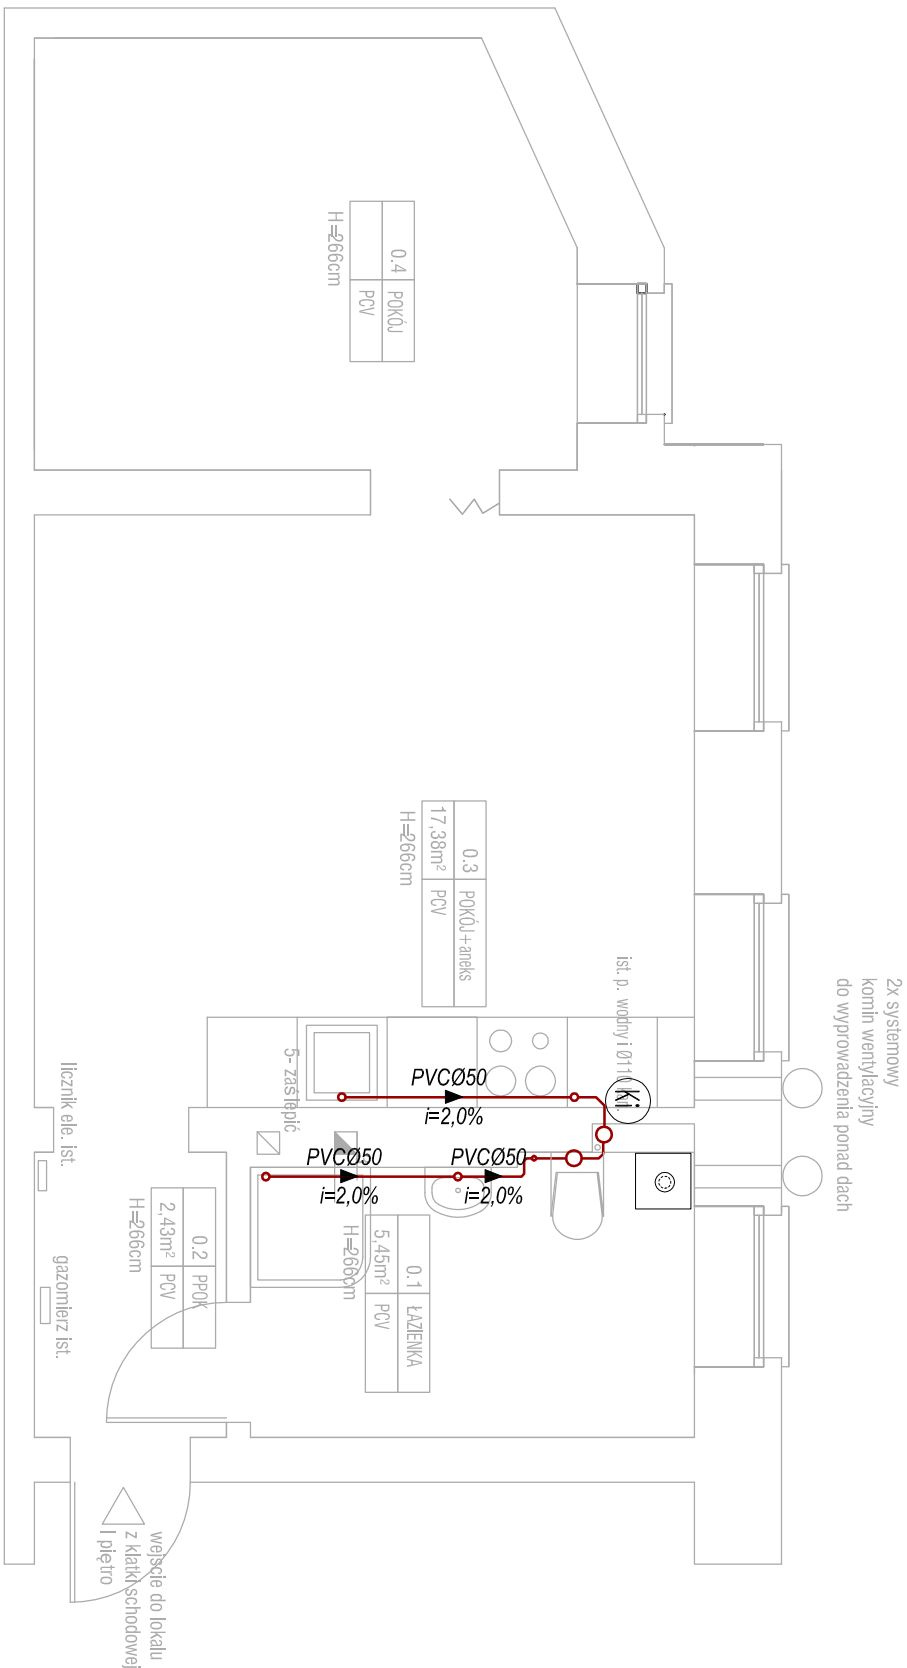 0.4
POKÓJ
PCV
H=266cm
2x systemowy
komin wentylacyjny
do wyprowadzenia ponad dach
0.3
POKÓJ+aneks
17,38m²
PCV
H=266cm
ist. p. wodny i Ø110
Ki
5- zaślepić
PVCØ50
i=2,0%
PVCØ50
i=2,0%
PVCØ50
i=2,0%
licznik ele. ist.
gazomierz ist.
0.2
PPOK
2,43m²
PCV
H=266cm
0.1
ŁAZIENKA
5,45m²
PCV
H=266cm
wejście do lokalu
z klatki schodowej
I piętro